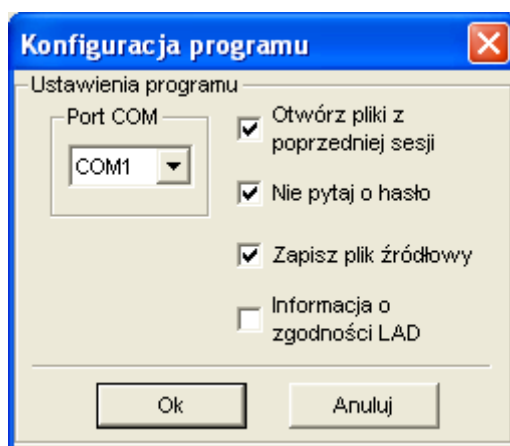 Konfiguracja programu
Ustawienia programu
Port COM
COM1
Otwórz pliki z
poprzedniej sesji
Nie pytaj o hasło
Zapisz plik źródłowy
Informacja o
zgodności LAD
Ok
Anuluj